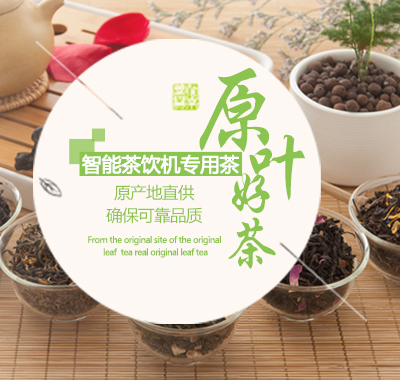 原叶好茶
智能茶饮机专用茶
原产地直供
确保可靠品质
From the original site of the original
leaf tea real original leaf tea